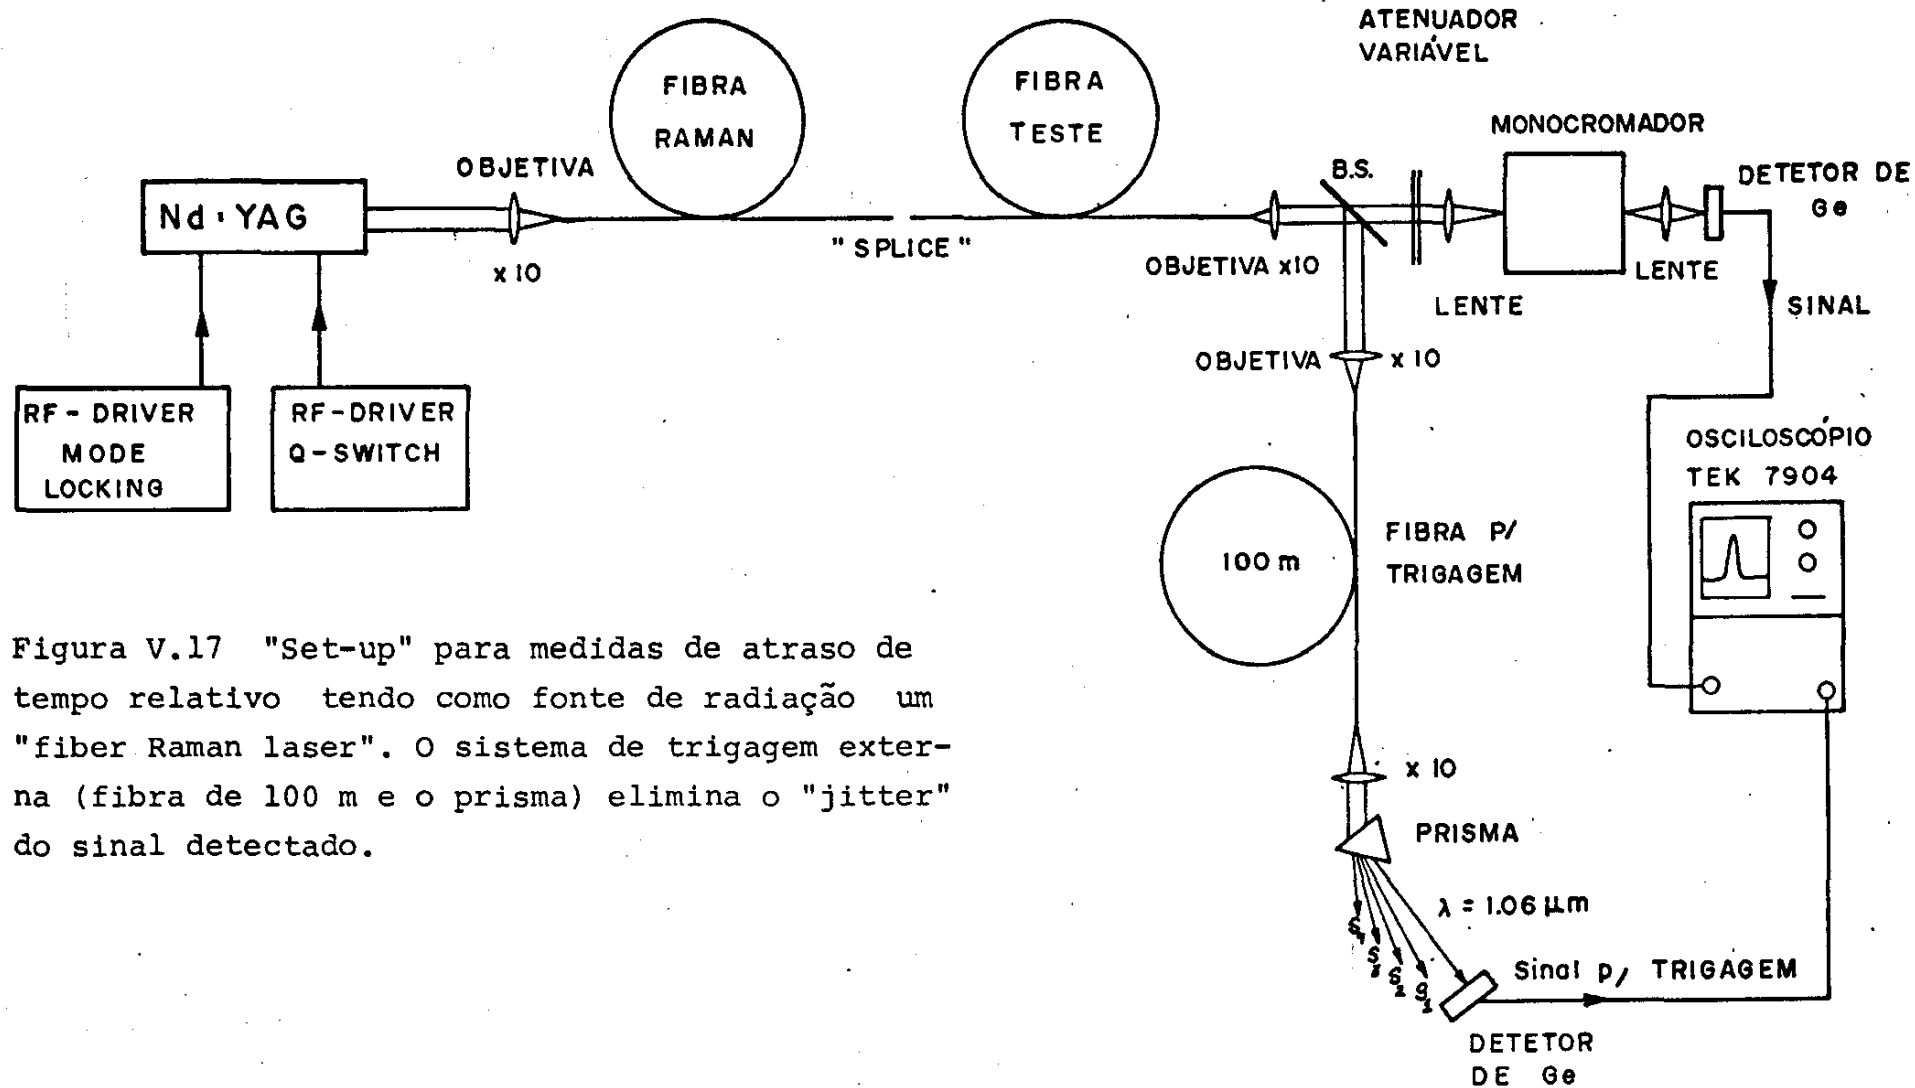 ATENUADOR
VARIÁVEL
FIBRA
RAMAN
FIBRA
TESTE
MONOCROMADOR
OBJETIVA
B.S.
DETETOR DE
Ge
Nd:YAG
"SPLICE"
x 10
OBJETIVA x10
LENTE
LENTE
SINAL
OBJETIVA x 10
RF - DRIVER
MODE
LOCKING
RF-DRIVER
Q-SWITCH
OSCILOSCÓPIO
TEK 7904
100 m
FIBRA P/
TRIGAGEM
Figura V.17 "Set-up" para medidas de atraso de
tempo relativo tendo como fonte de radiação um
"fiber Raman laser". O sistema de trigagem exter-
na (fibra de 100 m e o prisma) elimina o "jitter"
do sinal detectado.
x 10
PRISMA
λ = 1.06 μm
S4 S3 S2 S1
Sinal p/ TRIGAGEM
DETETOR
DE Ge